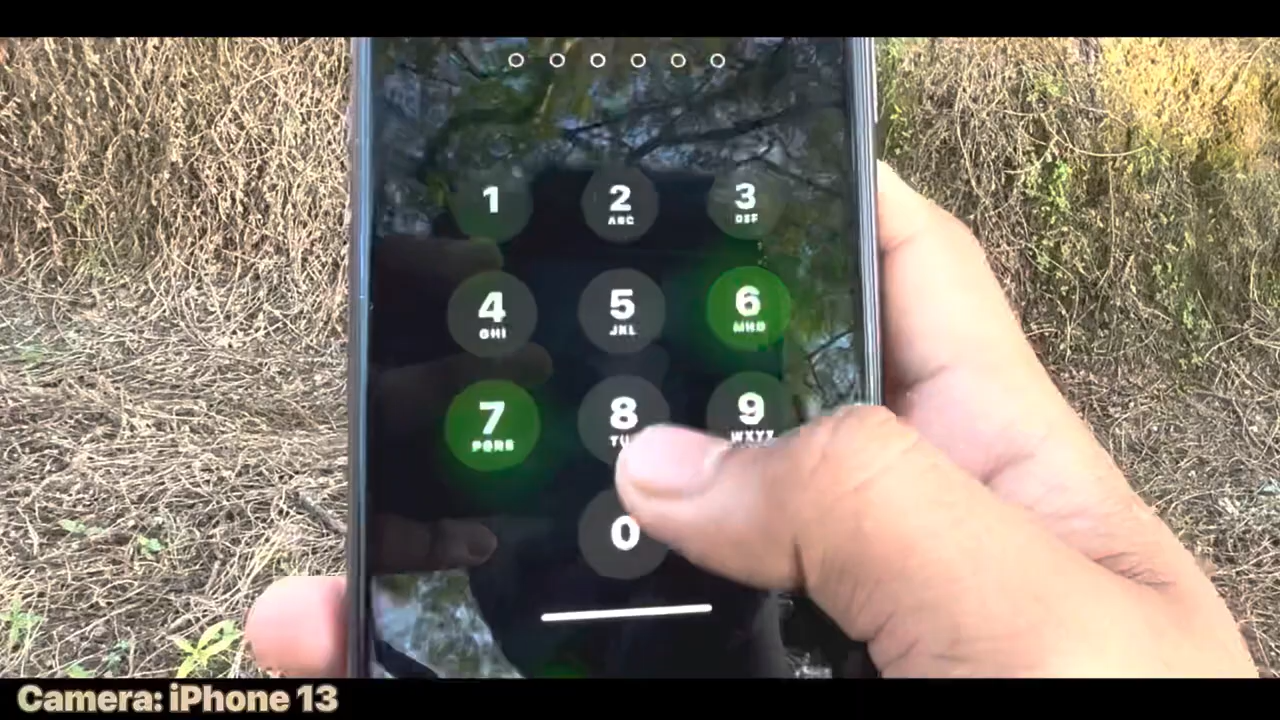 1
2
ABC
3
DEF
4
GHI
5
JKL
6
MNO
7
PQRS
8
TU
9
WXYZ
0
Camera: iPhone 13